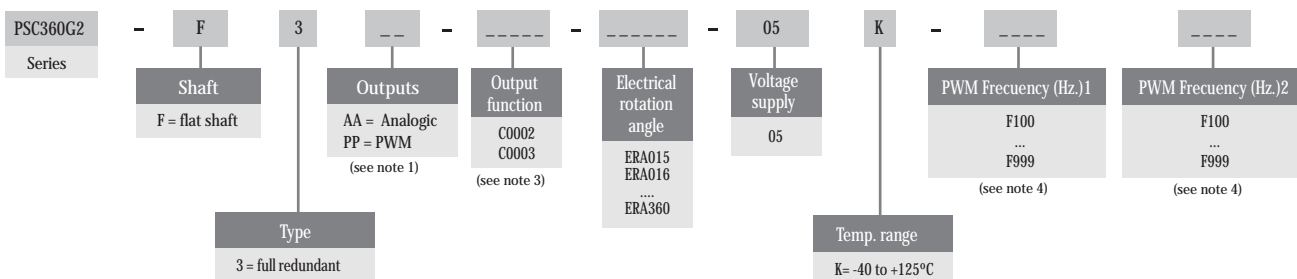 PSC360G2 - F 3 _ _ - _ _ _ _ _ - _ _ _ _ _ _ - 05 K - _ _ _ _ _ _ _ _
Series
Shaft
F = flat shaft
Outputs
AA = Analogic
PP = PWM
(see note 1)
Output
function
C0002
C0003
(see note 3)
Electrical
rotation
angle
ERA015
ERA016
....
ERA360
Voltage
supply
05
PWM Frecuency (Hz.)1
F100
...
F999
(see note 4)
PWM Frecuency (Hz.)2
F100
...
F999
(see note 4)
Type
3 = full redundant
Temp. range
K= -40 to +125ºC